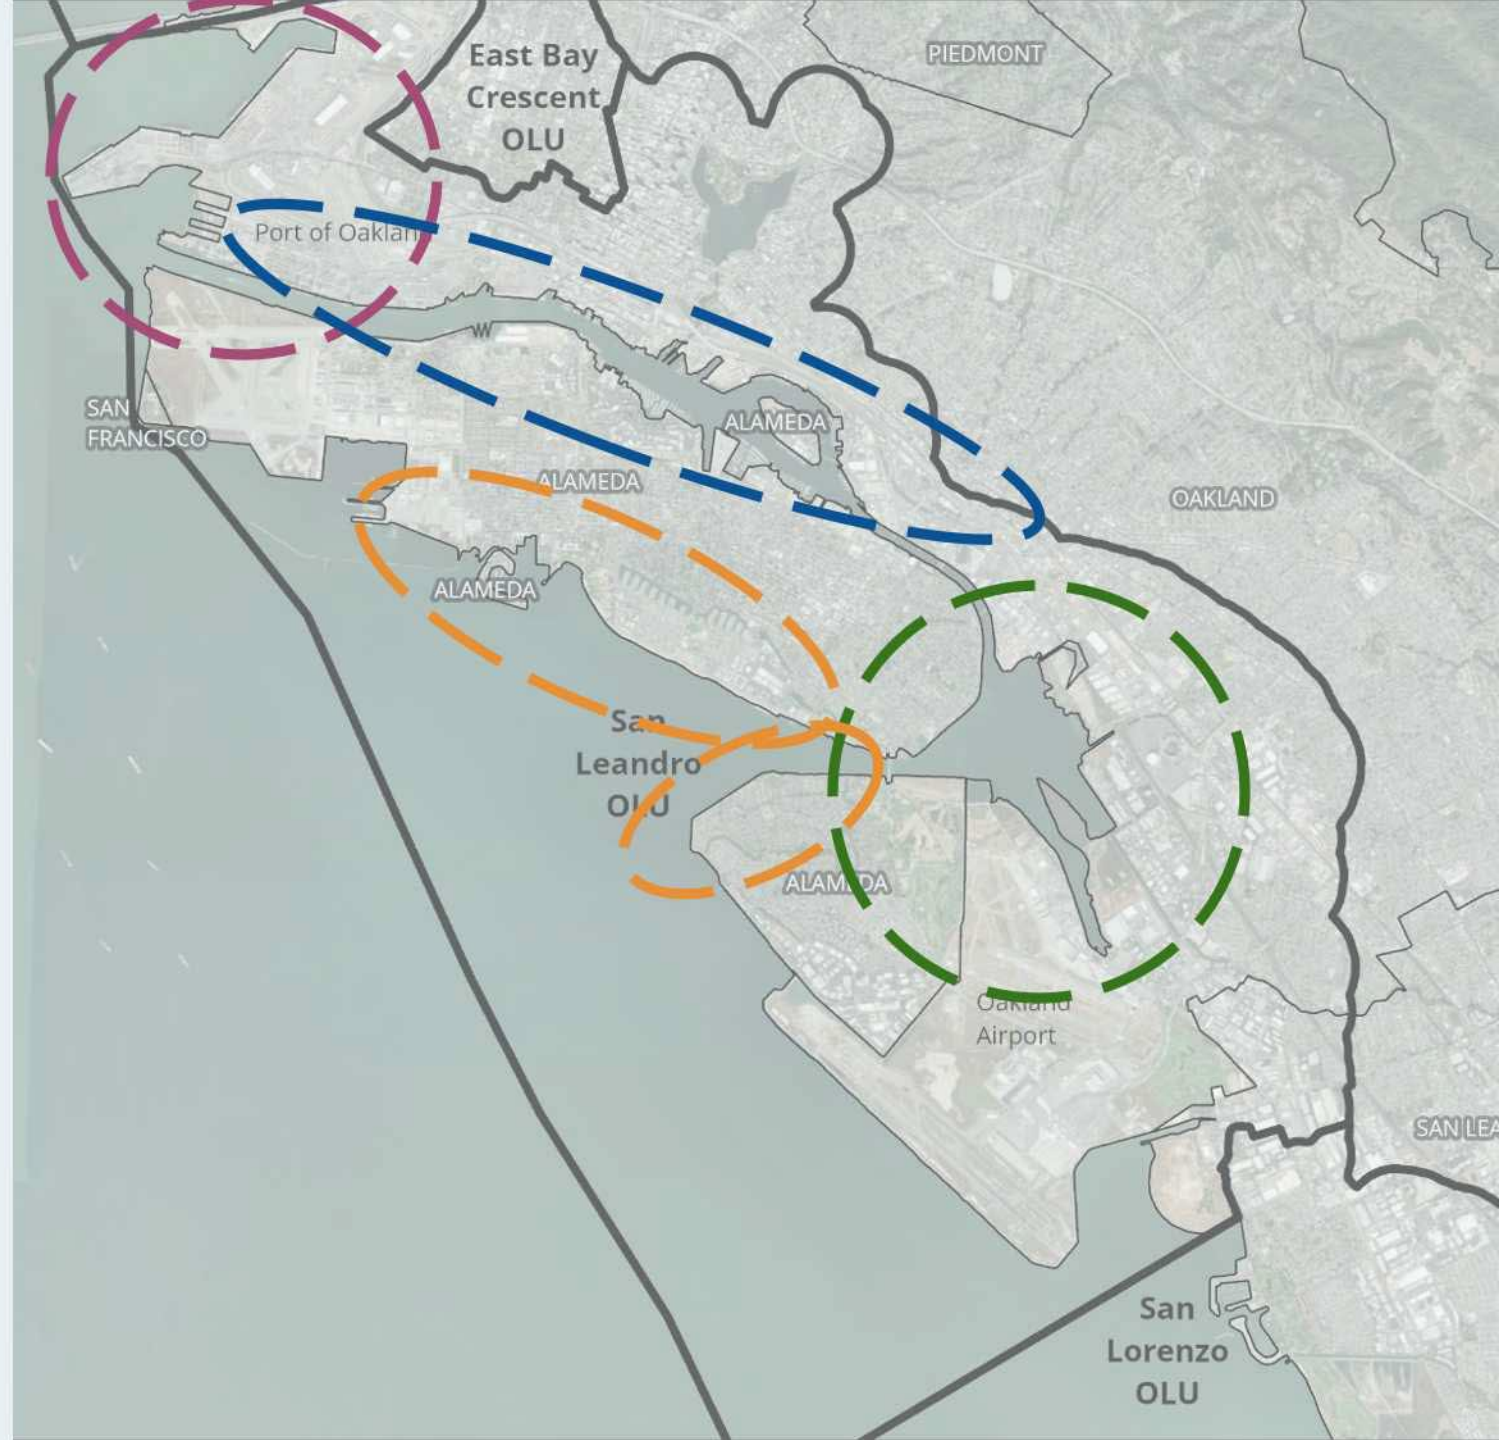 East Bay
Crescent
OLU
PIEDMONT
Port of Oaklan
SAN
FRANCISCO
ALAMEDA
ALAMEDA
OAKLAND
ALAMEDA
San
Leandro
OLU
ALAMEDA
Oakland
Airport
SAN LEA
San
Lorenzo
OLU